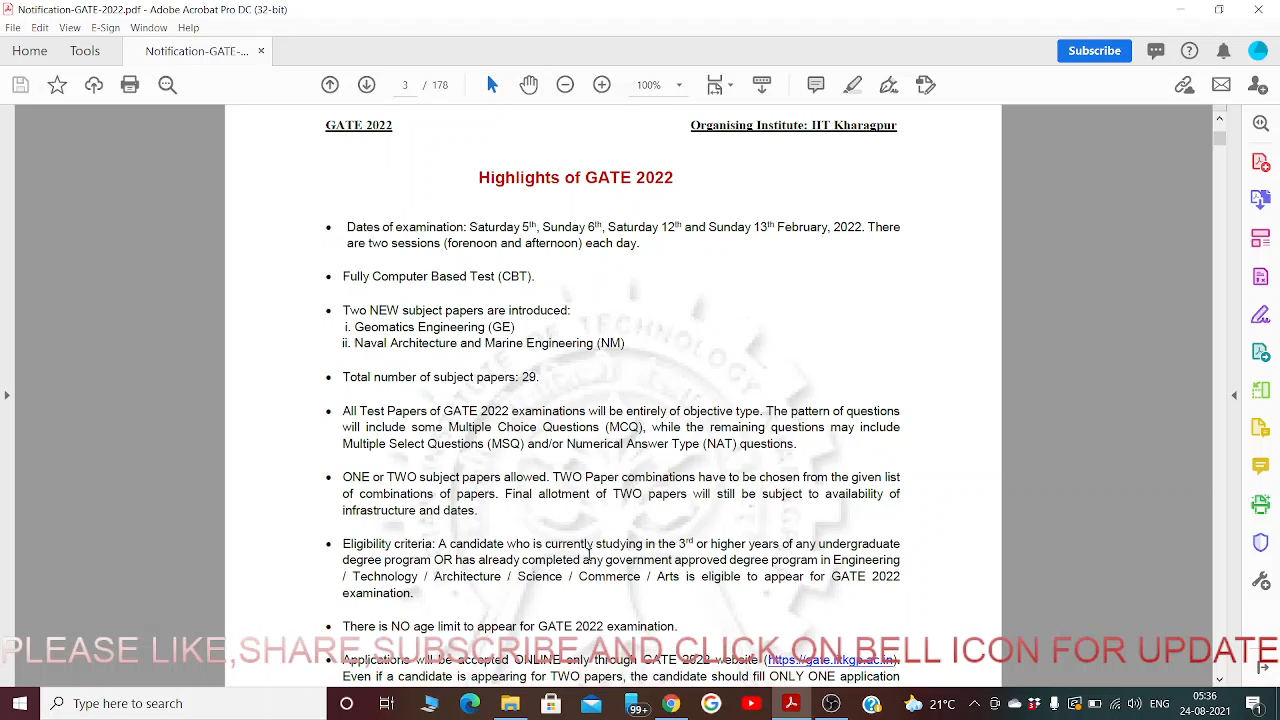 Notification-GATE-2022.pdf - Adobe Acrobat Pro DC (32-bit)
File Edit View E-Sign Window Help
Home Tools Notification-GATE-... × Subscribe
3 / 178 100%
GATE 2022 Organising Institute: IIT Kharagpur
Highlights of GATE 2022
• Dates of examination: Saturday 5th, Sunday 6th, Saturday 12th and Sunday 13th February, 2022. There
are two sessions (forenoon and afternoon) each day.
• Fully Computer Based Test (CBT).
• Two NEW subject papers are introduced:
i. Geomatics Engineering (GE)
ii. Naval Architecture and Marine Engineering (NM)
• Total number of subject papers: 29.
• All Test Papers of GATE 2022 examinations will be entirely of objective type. The pattern of questions
will include some Multiple Choice Questions (MCQ), while the remaining questions may include
Multiple Select Questions (MSQ) and/or Numerical Answer Type (NAT) questions.
• ONE or TWO subject papers allowed. TWO Paper combinations have to be chosen from the given list
of combinations of papers. Final allotment of TWO papers will still be subject to availability of
infrastructure and dates.
• Eligibility criteria: A candidate who is currently studying in the 3rd or higher years of any undergraduate
degree program OR has already completed any government approved degree program in Engineering
/ Technology / Architecture / Science / Commerce / Arts is eligible to appear for GATE 2022
examination.
• There is NO age limit to appear for GATE 2022 examination.
PLEASE LIKE,SHARE SUBSCRIBE AND CLICK ON BELL ICON FOR UPDATE
Applications will be accepted ONLINE only through GATE 2022 website (https://gate.iitkgp.ac.in).
Even if a candidate is appearing for TWO papers, the candidate should fill ONLY ONE application
Type here to search 99+ 21°C ENG 05:36
24-08-2021